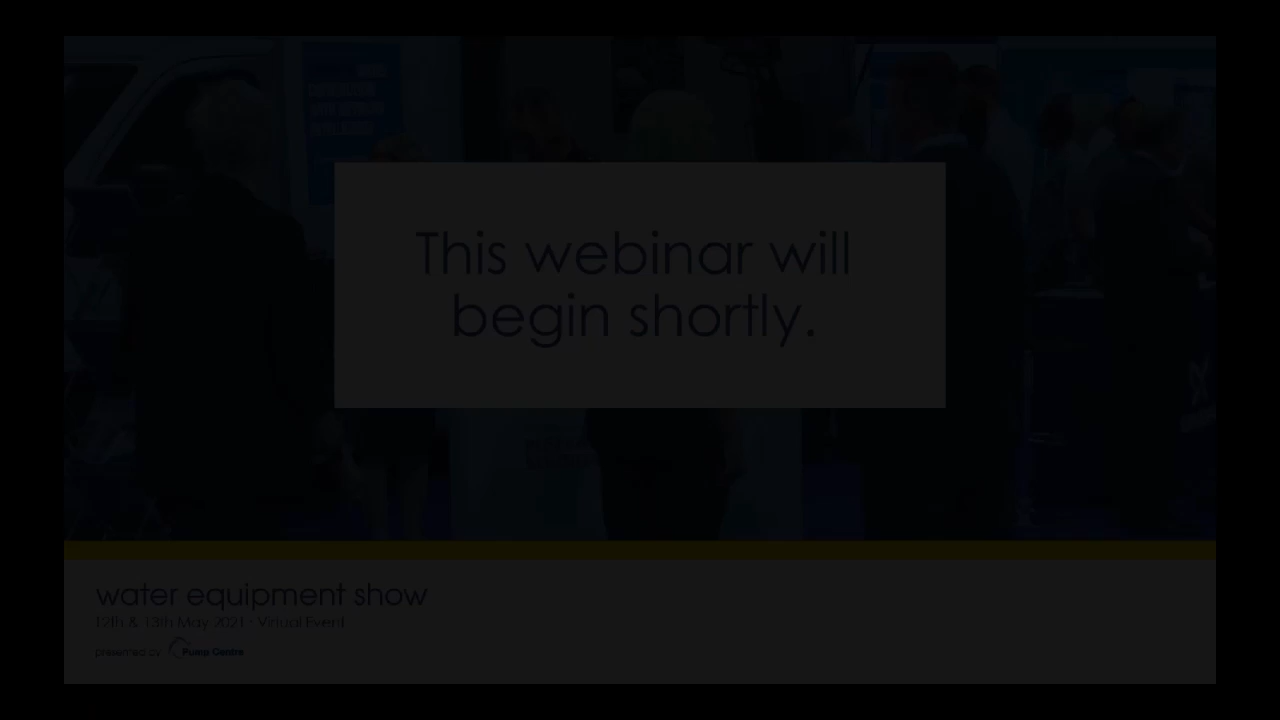 This webinar will
begin shortly.
water equipment show
12th & 13th May 2021 - Virtual Event
presented by Pump Centre